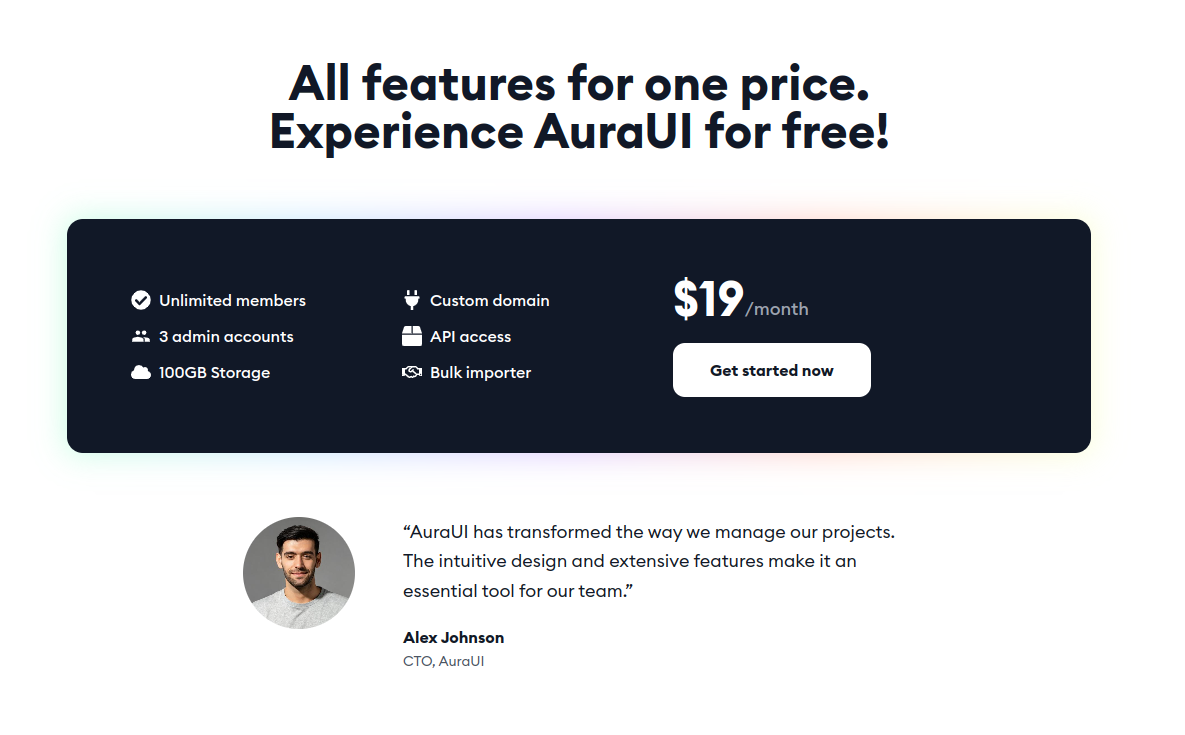 All features for one price.
Experience AuraUI for free!
Unlimited members
3 admin accounts
100GB Storage
Custom domain
API access
Bulk importer
$19/month
Get started now
“AuraUI has transformed the way we manage our projects.
The intuitive design and extensive features make it an
essential tool for our team.”
Alex Johnson
CTO, AuraUI